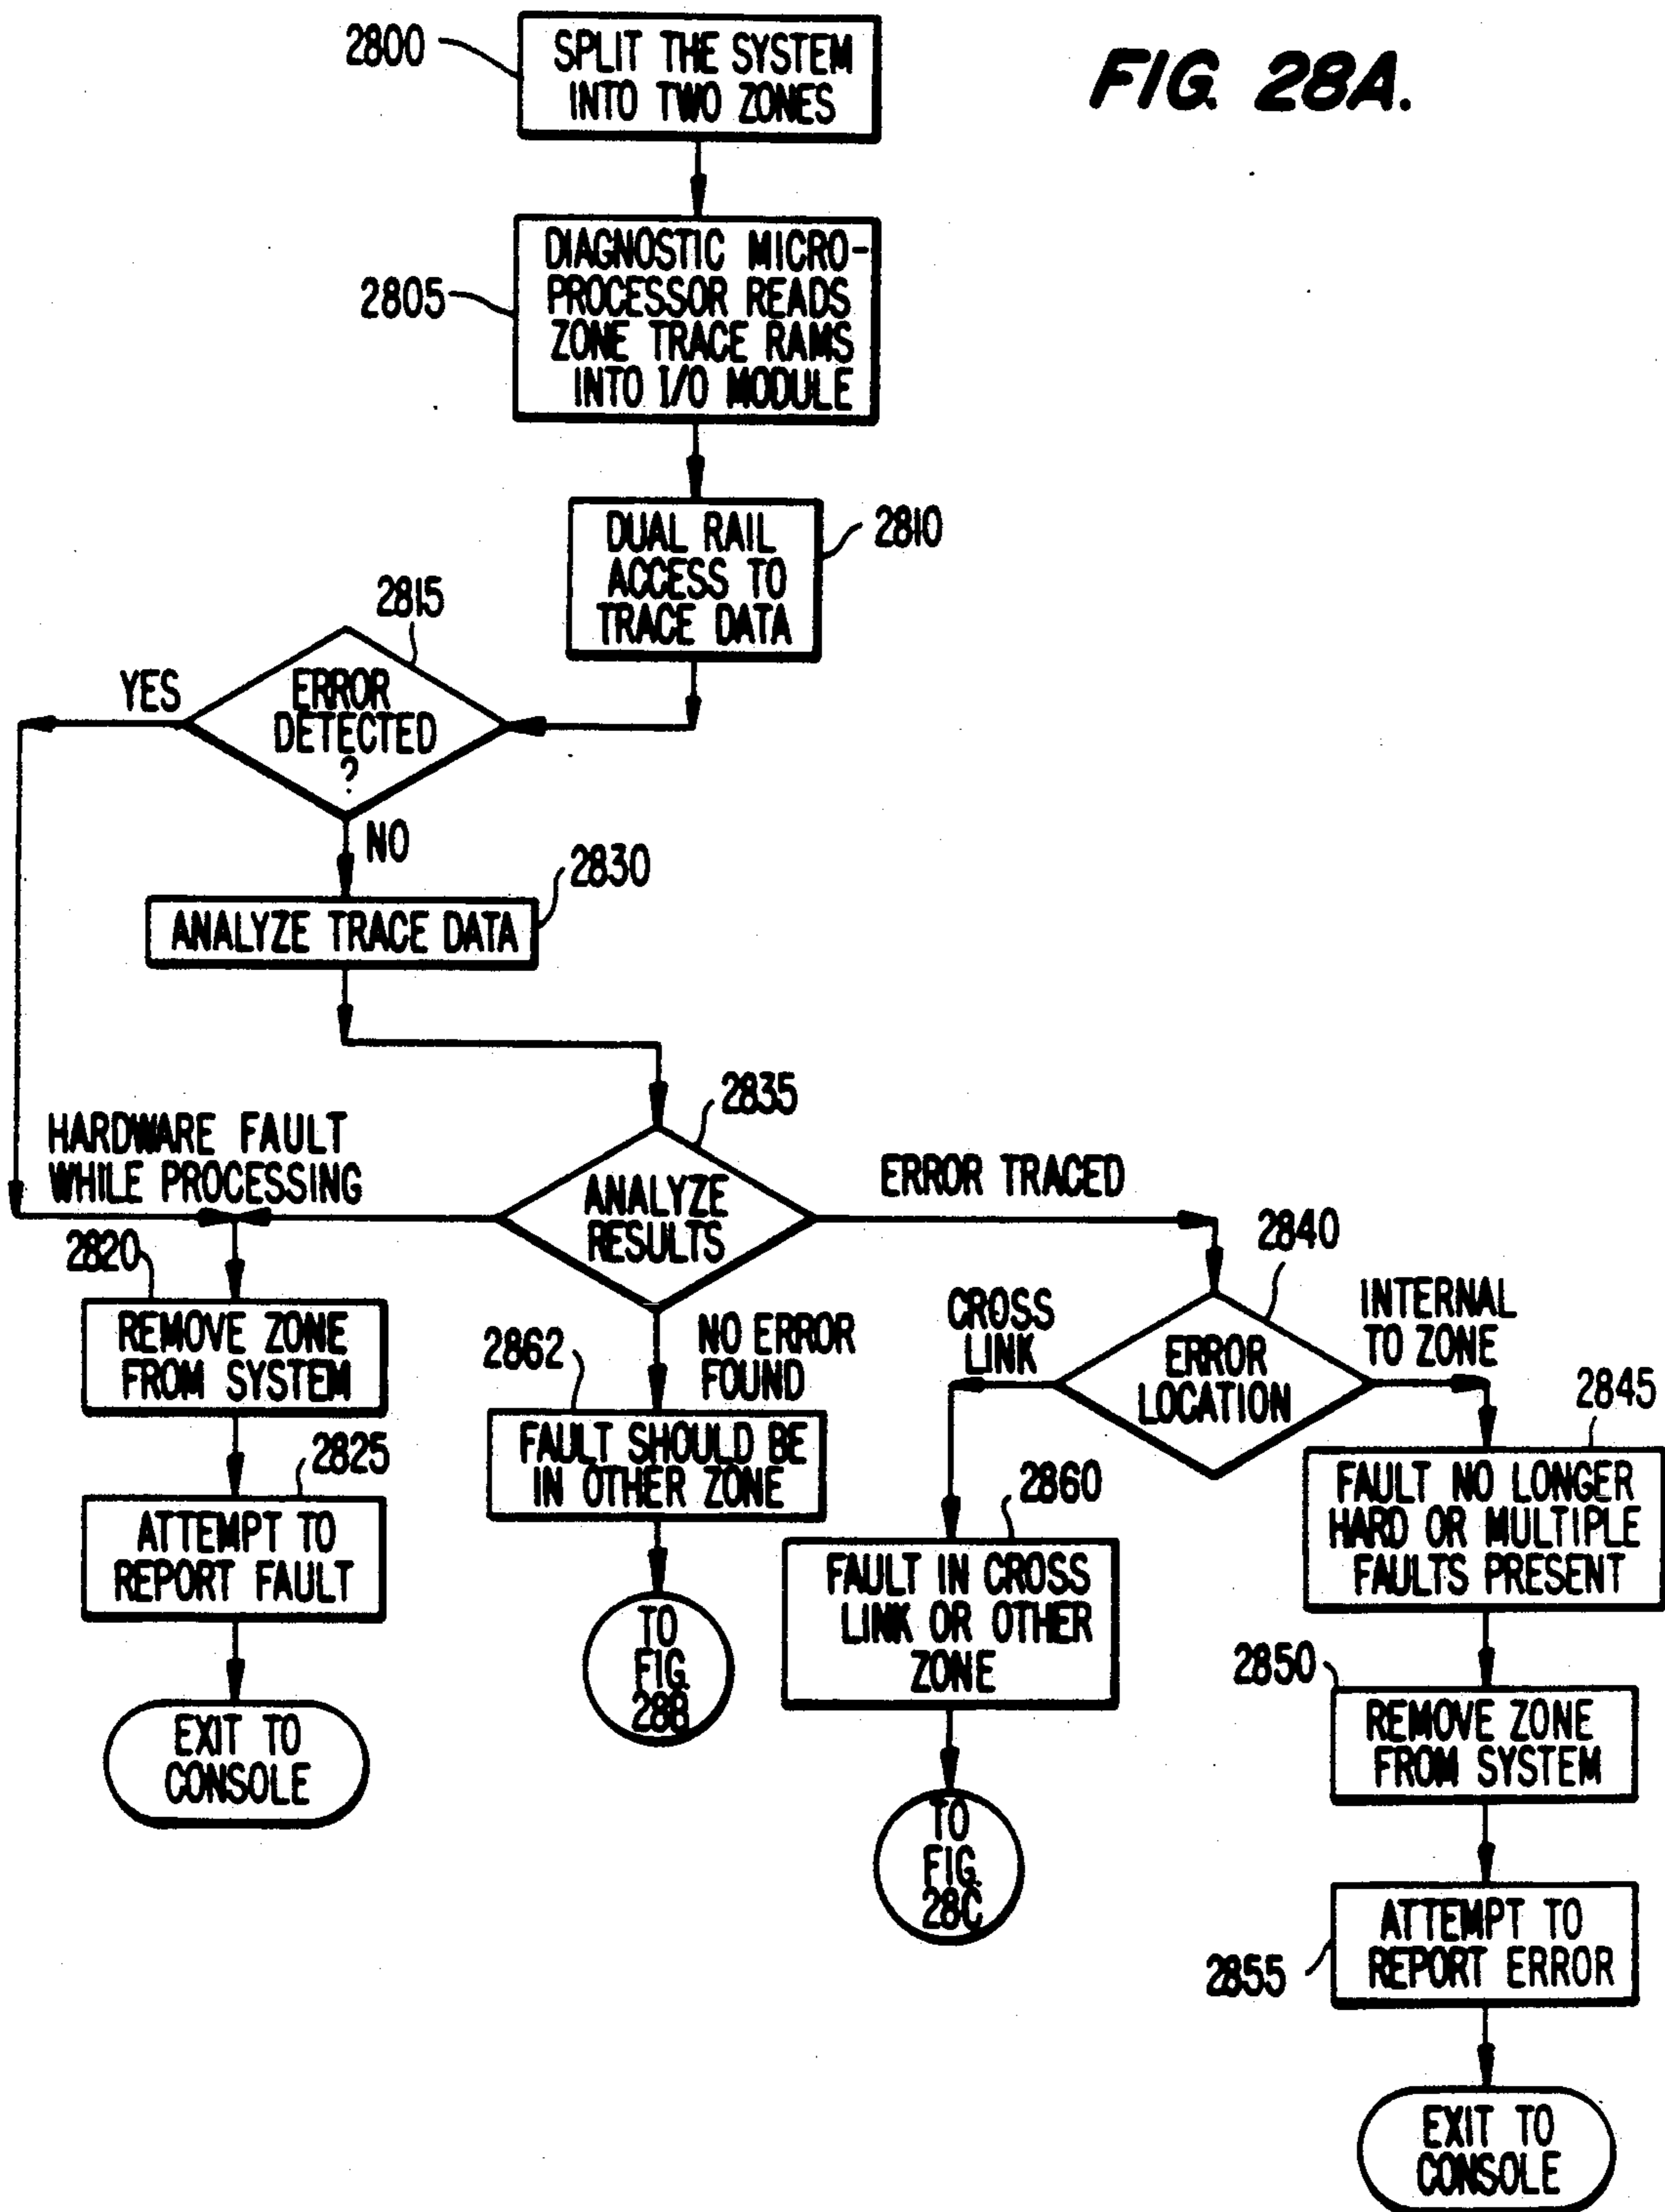 FIG. 28A.
2800
SPLIT THE SYSTEM
INTO TWO ZONES
2805
DIAGNOSTIC MICRO-
PROCESSOR READS
ZONE TRACE RAMS
INTO I/O MODULE
2810
DUAL RAIL
ACCESS TO
TRACE DATA
2815
YES
ERROR
DETECTED
?
NO
2830
ANALYZE TRACE DATA
2835
HARDWARE FAULT
WHILE PROCESSING
ANALYZE
RESULTS
ERROR TRACED
2820
REMOVE ZONE
FROM SYSTEM
2825
ATTEMPT TO
REPORT FAULT
EXIT TO
CONSOLE
NO ERROR
FOUND
2862
FAULT SHOULD BE
IN OTHER ZONE
TO
FIG.
28B
2840
CROSS
LINK
ERROR
LOCATION
INTERNAL
TO ZONE
2860
FAULT IN CROSS
LINK OR OTHER
ZONE
TO
FIG.
28C
2845
FAULT NO LONGER
HARD OR MULTIPLE
FAULTS PRESENT
2850
REMOVE ZONE
FROM SYSTEM
2855
ATTEMPT TO
REPORT ERROR
EXIT TO
CONSOLE